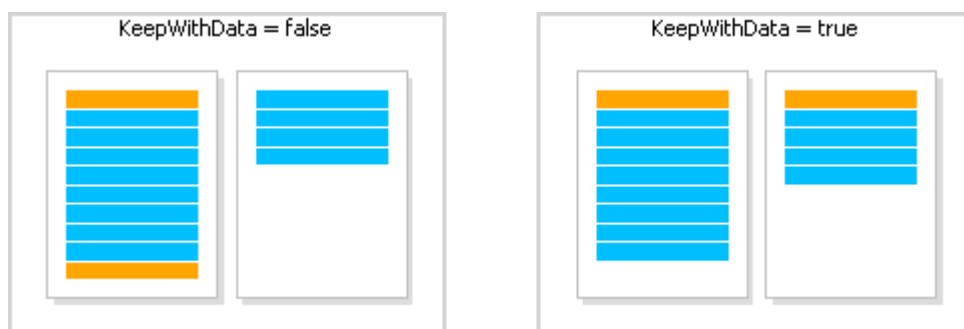 KeepWithData = false
KeepWithData = true